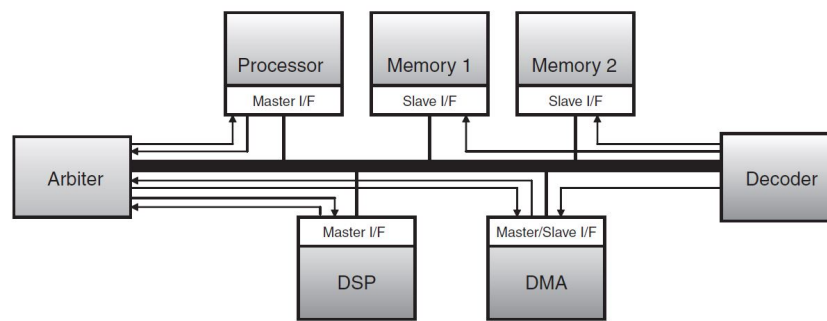 Processor
Master I/F
Memory 1
Slave I/F
Memory 2
Slave I/F
Arbiter
Decoder
Master I/F
DSP
Master/Slave I/F
DMA